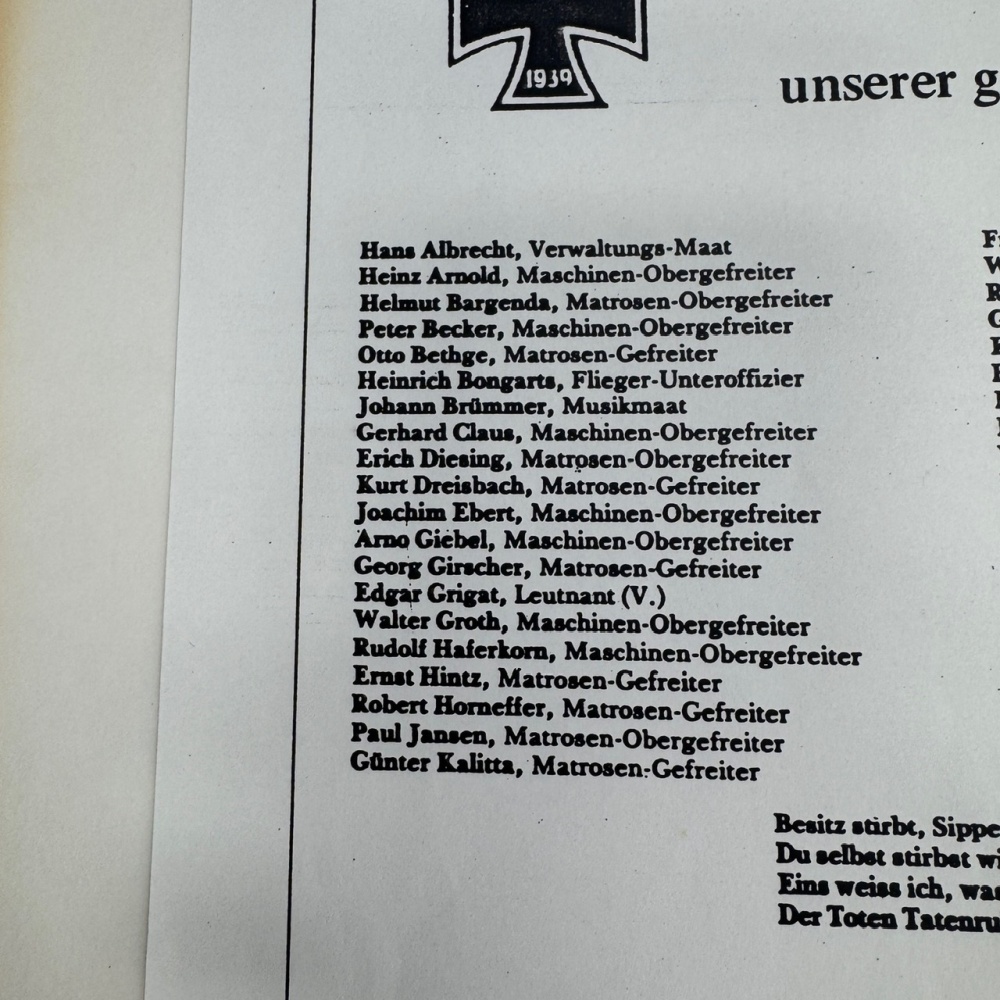 1939
unserer g
Hans Albrecht, Verwaltungs-Maat
Heinz Arnold, Maschinen-Obergefreiter
Helmut Bargenda, Matrosen-Obergefreiter
Peter Becker, Maschinen-Obergefreiter
Otto Bethge, Matrosen-Gefreiter
Heinrich Bongarts, Flieger-Unteroffizier
Johann Brümmer, Musikmaat
Gerhard Claus, Maschinen-Obergefreiter
Erich Diesing, Matrosen-Obergefreiter
Kurt Dreisbach, Matrosen-Gefreiter
Joachim Ebert, Maschinen-Obergefreiter
Arno Giebel, Maschinen-Obergefreiter
Georg Girscher, Matrosen-Gefreiter
Edgar Grigat, Leutnant (V.)
Walter Groth, Maschinen-Obergefreiter
Rudolf Haferkorn, Maschinen-Obergefreiter
Ernst Hintz, Matrosen-Gefreiter
Robert Horneffer, Matrosen-Gefreiter
Paul Jansen, Matrosen-Obergefreiter
Günter Kalitta, Matrosen-Gefreiter
Besitz stirbt, Sippe
Du selbst stirbst wi
Eins weiss ich, was
Der Toten Tatenru